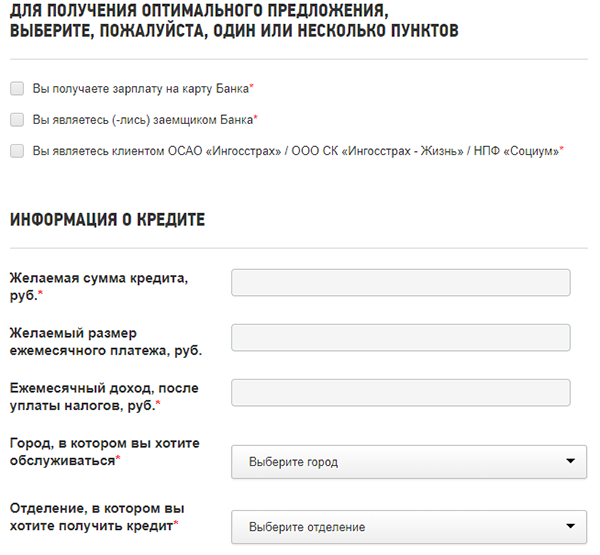 ДЛЯ ПОЛУЧЕНИЯ ОПТИМАЛЬНОГО ПРЕДЛОЖЕНИЯ,
ВЫБЕРИТЕ, ПОЖАЛУЙСТА, ОДИН ИЛИ НЕСКОЛЬКО ПУНКТОВ
Вы получаете зарплату на карту Банка*
Вы являетесь (-лись) заемщиком Банка*
Вы являетесь клиентом ОСАО «Ингосстрах» / ООО СК «Ингосстрах - Жизнь» / НПФ «Социум»*
ИНФОРМАЦИЯ О КРЕДИТЕ
Желаемая сумма кредита,
руб.*
Желаемый размер
ежемесячного платежа, руб.
Ежемесячный доход, после
уплаты налогов, руб.*
Город, в котором вы хотите
обслуживаться*
Выберите город
Отделение, в котором вы
хотите получить кредит*
Выберите отделение